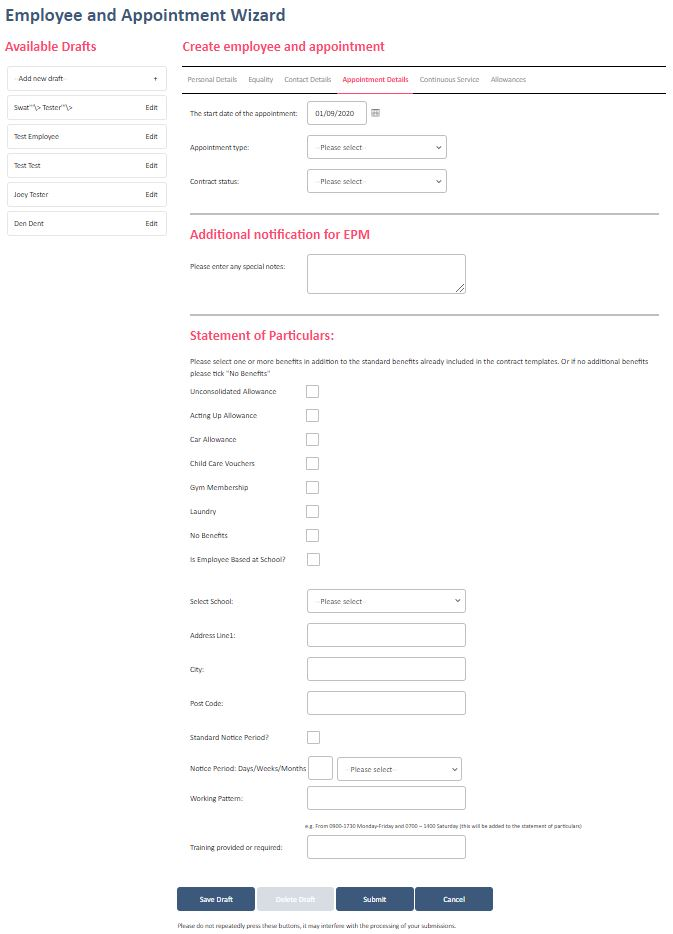 Employee and Appointment Wizard
Available Drafts
- Add new draft +
Swat'"\> Tester'"\> Edit
Test Employee Edit
Test Test Edit
Joey Tester Edit
Den Dent Edit
Create employee and appointment
Personal Details Equality Contact Details Appointment Details Continuous Service Allowances
The start date of the appointment: 01/09/2020
Appointment type: --Please select--
Contract status: --Please select--
Additional notification for EPM
Please enter any special notes:
Statement of Particulars:
Please select one or more benefits in addition to the standard benefits already included in the contract templates. Or if no additional benefits
please tick "No Benefits"
Unconsolidated Allowance
Acting Up Allowance
Car Allowance
Child Care Vouchers
Gym Membership
Laundry
No Benefits
Is Employee Based at School?
Select School: --Please select--
Address Line1:
City:
Post Code:
Standard Notice Period?
Notice Period: Days/Weeks/Months --Please select--
Working Pattern:
e.g. From 0900-1730 Monday-Friday and 0700 – 1400 Saturday (this will be added to the statement of particulars)
Training provided or required:
Save Draft Delete Draft Submit Cancel
Please do not repeatedly press these buttons, it may interfere with the processing of your submissions.